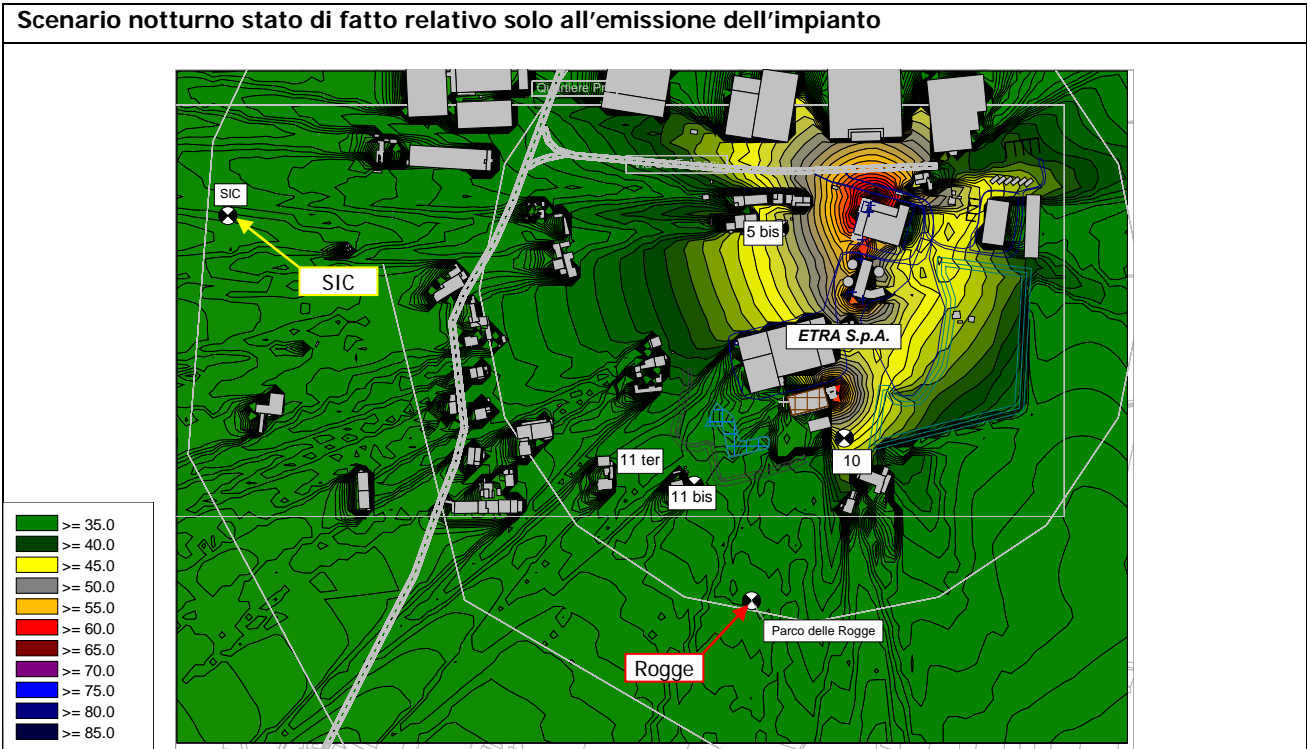 Scenario notturno stato di fatto relativo solo all’emissione dell’impianto
SIC
SIC
5 bis
ETRA S.p.A.
11 ter
11 bis
10
Parco delle Rogge
Rogge
>= 35.0
>= 40.0
>= 45.0
>= 50.0
>= 55.0
>= 60.0
>= 65.0
>= 70.0
>= 75.0
>= 80.0
>= 85.0